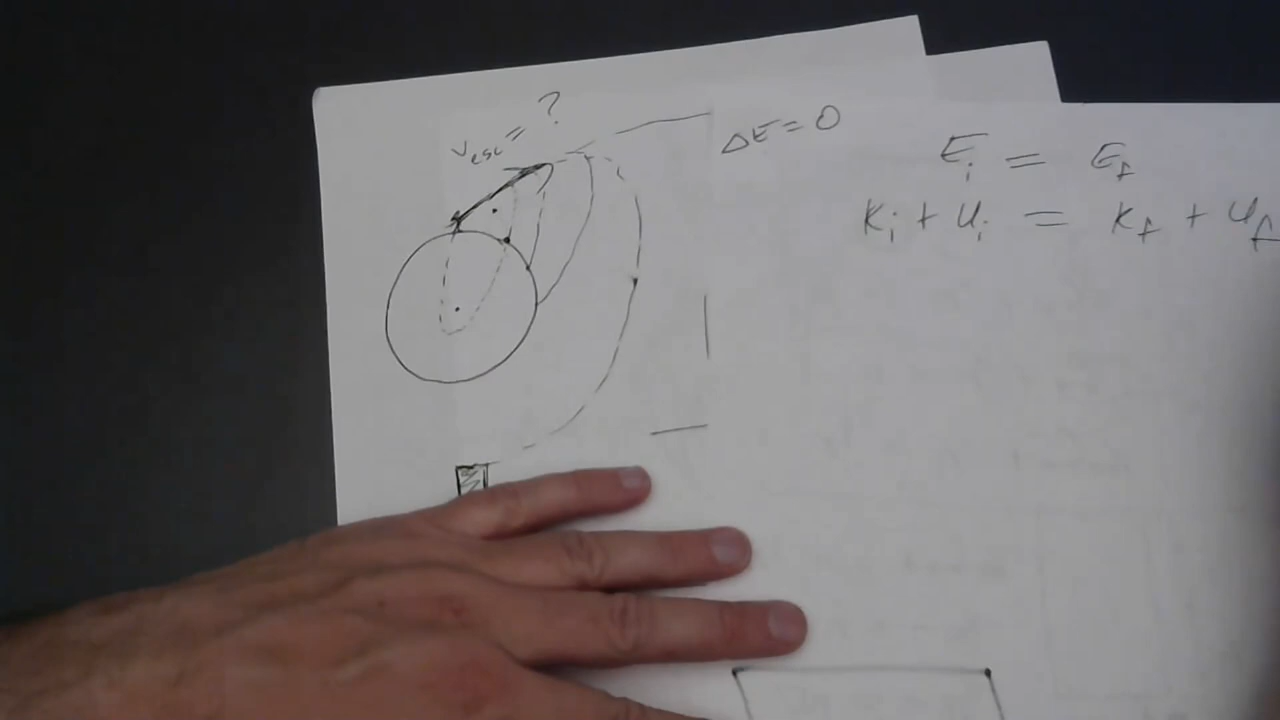 v_esc = ?
ΔE = 0
E_i = E_f
K_i + U_i = K_f + U_f